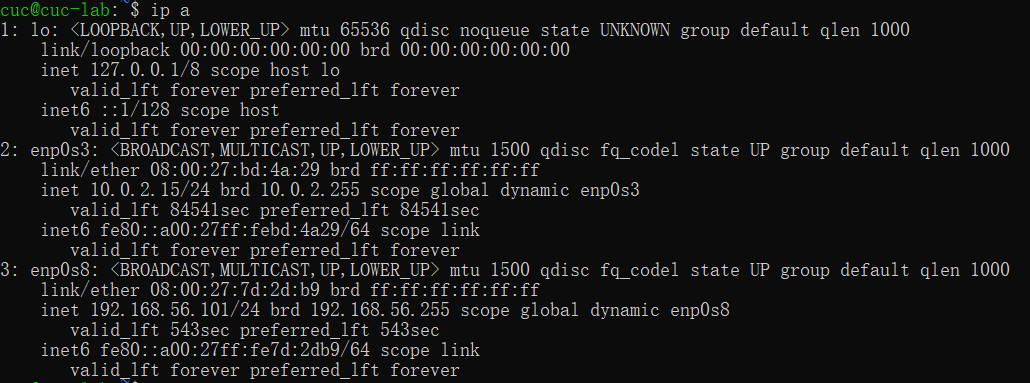 cuc@cuc-lab:~$ ip a
1: lo: <LOOPBACK,UP,LOWER_UP> mtu 65536 qdisc noqueue state UNKNOWN group default qlen 1000
    link/loopback 00:00:00:00:00:00 brd 00:00:00:00:00:00
    inet 127.0.0.1/8 scope host lo
       valid_lft forever preferred_lft forever
    inet6 ::1/128 scope host
       valid_lft forever preferred_lft forever
2: enp0s3: <BROADCAST,MULTICAST,UP,LOWER_UP> mtu 1500 qdisc fq_codel state UP group default qlen 1000
    link/ether 08:00:27:bd:4a:29 brd ff:ff:ff:ff:ff:ff
    inet 10.0.2.15/24 brd 10.0.2.255 scope global dynamic enp0s3
       valid_lft 84541sec preferred_lft 84541sec
    inet6 fe80::a00:27ff:febd:4a29/64 scope link
       valid_lft forever preferred_lft forever
3: enp0s8: <BROADCAST,MULTICAST,UP,LOWER_UP> mtu 1500 qdisc fq_codel state UP group default qlen 1000
    link/ether 08:00:27:7d:2d:b9 brd ff:ff:ff:ff:ff:ff
    inet 192.168.56.101/24 brd 192.168.56.255 scope global dynamic enp0s8
       valid_lft 543sec preferred_lft 543sec
    inet6 fe80::a00:27ff:fe7d:2db9/64 scope link
       valid_lft forever preferred_lft forever